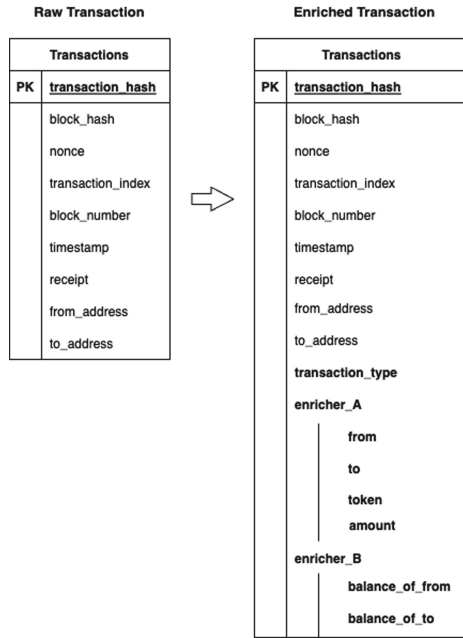 Raw Transaction
Transactions
PK transaction_hash
block_hash
nonce
transaction_index
block_number
timestamp
receipt
from_address
to_address
Enriched Transaction
Transactions
PK transaction_hash
block_hash
nonce
transaction_index
block_number
timestamp
receipt
from_address
to_address
transaction_type
enricher_A
from
to
token
amount
enricher_B
balance_of_from
balance_of_to